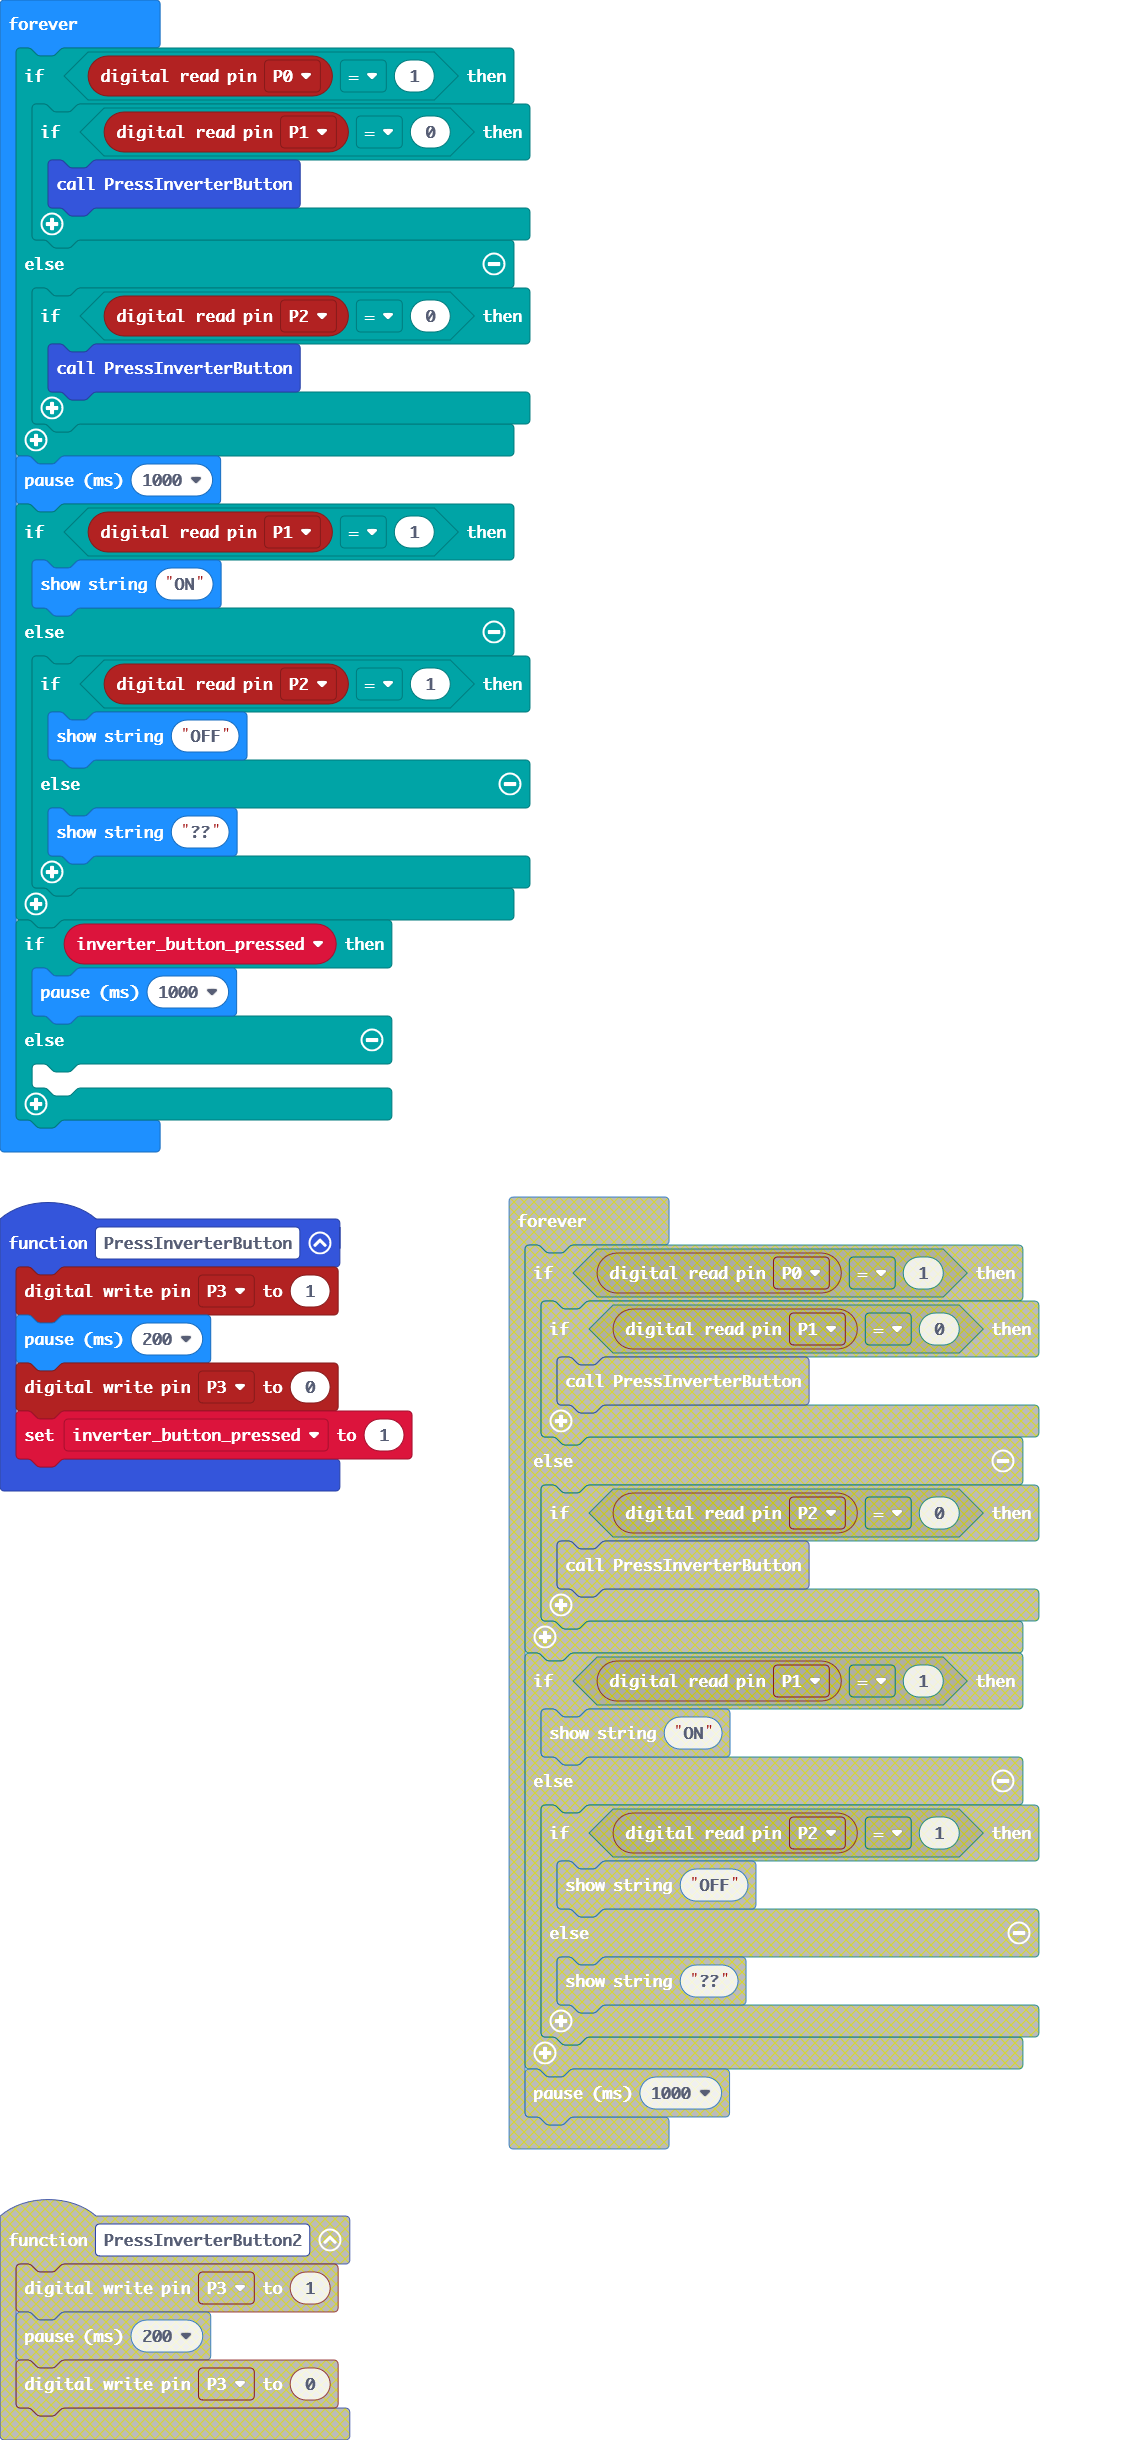 forever
if digital read pin P0 = 1 then
if digital read pin P1 = 0 then
call PressInverterButton
else
if digital read pin P2 = 0 then
call PressInverterButton
pause (ms) 1000
if digital read pin P1 = 1 then
show string "ON"
else
if digital read pin P2 = 1 then
show string "OFF"
else
show string "??"
if inverter_button_pressed then
pause (ms) 1000
else
function PressInverterButton
digital write pin P3 to 1
pause (ms) 200
digital write pin P3 to 0
set inverter_button_pressed to 1
forever
if digital read pin P0 = 1 then
if digital read pin P1 = 0 then
call PressInverterButton
else
if digital read pin P2 = 0 then
call PressInverterButton
if digital read pin P1 = 1 then
show string "ON"
else
if digital read pin P2 = 1 then
show string "OFF"
else
show string "??"
pause (ms) 1000
function PressInverterButton2
digital write pin P3 to 1
pause (ms) 200
digital write pin P3 to 0